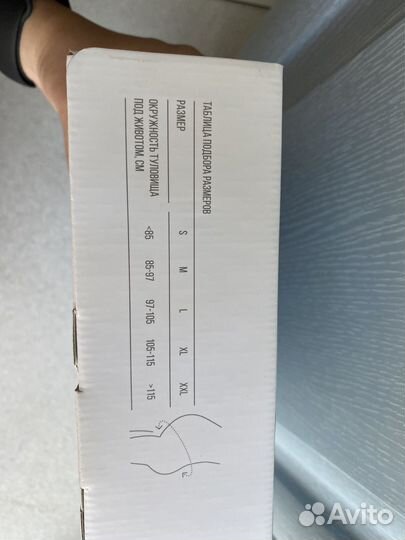 ТАБЛИЦА ПОДБОРА РАЗМЕРОВ
РАЗМЕР S M L XL XXL
ОКРУЖНОСТЬ ТУЛОВИЩА
ПОД ЖИВОТОМ, СМ <85 85-97 97-105 105-115 >115
Avito